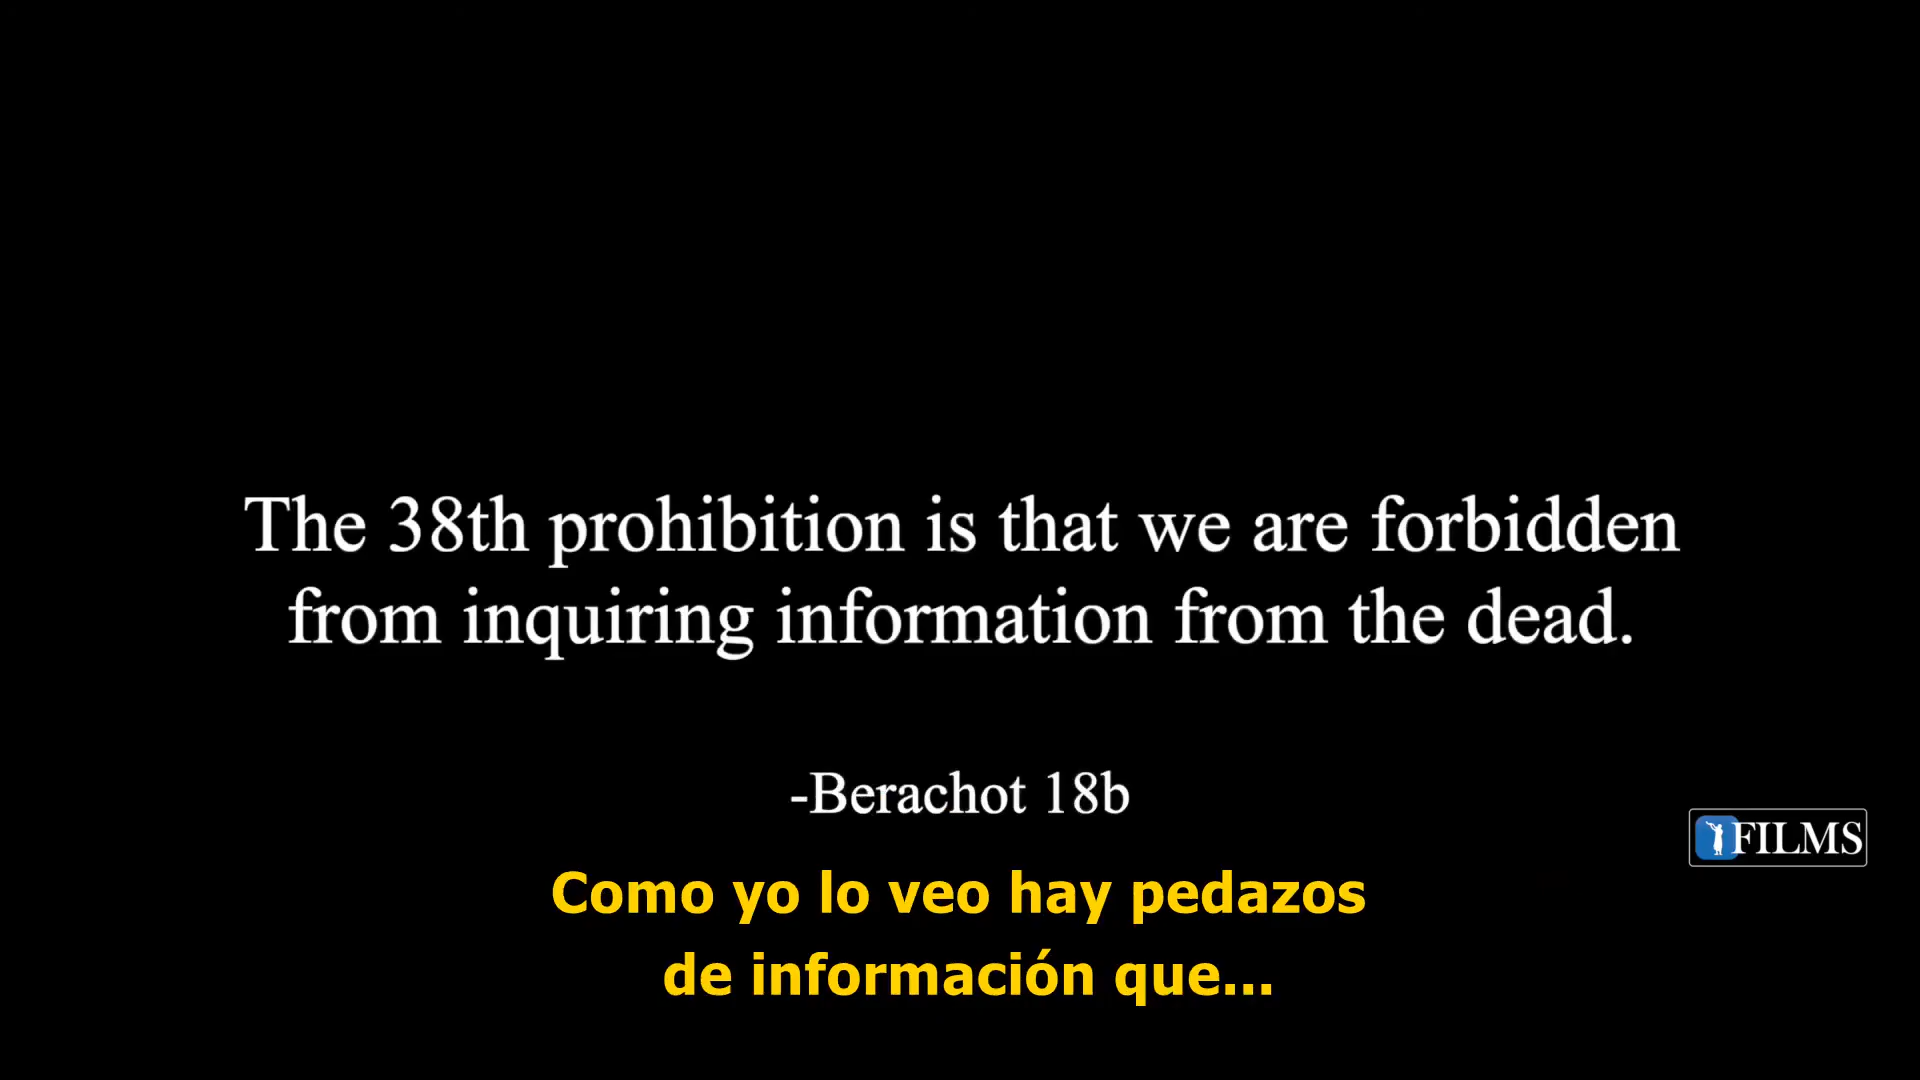 The 38th prohibition is that we are forbidden
from inquiring information from the dead.
-Berachot 18b
FILMS
Como yo lo veo hay pedazos
de información que...